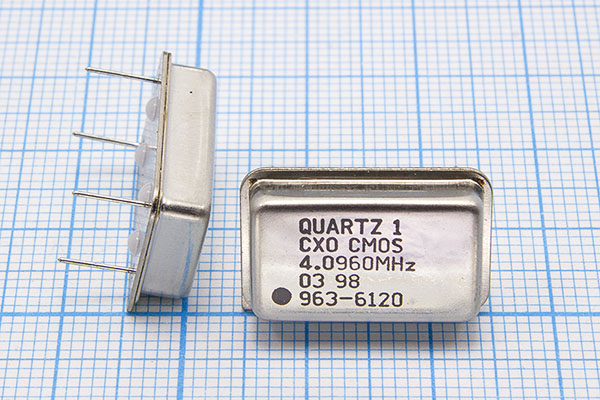 QUARTZ 1
CXO CMOS
4.0960MHz
03 98
963-6120